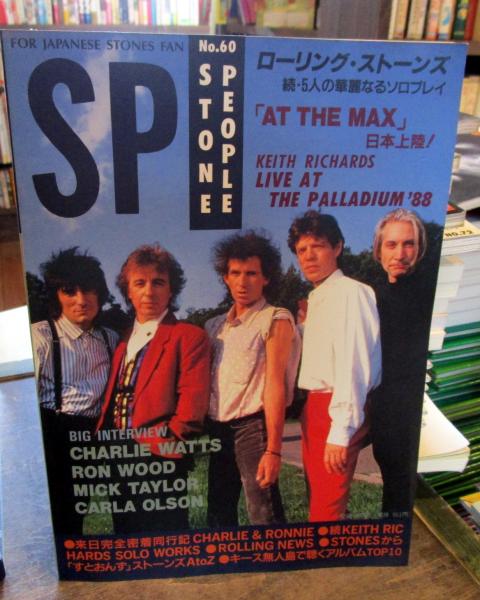 FOR JAPANESE STONES FAN
SP
No.60
STONE
PEOPLE
ローリング・ストーンズ
続・5人の華麗なるソロプレイ
「AT THE MAX」
日本上陸!
KEITH RICHARDS
LIVE AT
THE PALLADIUM '88
NO.72
BIG INTERVIEW
CHARLIE WATTS
RON WOOD
MICK TAYLOR
CARLA OLSON
●来日完全密着同行記 CHARLIE & RONNIE ●続KEITH RIC
HARDS SOLO WORKS ●ROLLING NEWS ●STONESから
「すとおんず」ストーンズAtoZ ●キース無人島で聴くアルバムTOP10